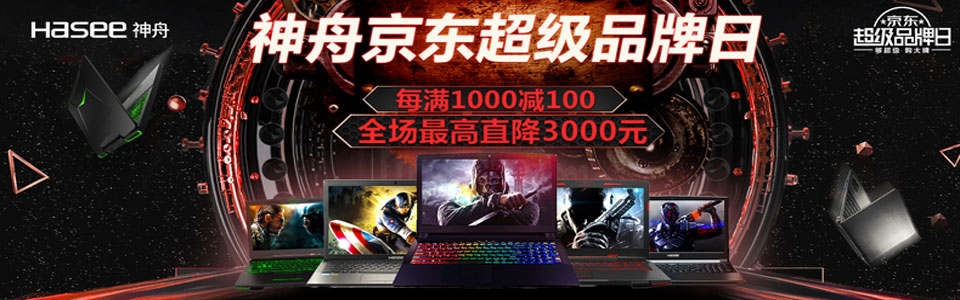 Hasee 神舟
神舟京东超级品牌日
京东
超级品牌日
够超级 购大牌
每满1000减100
全场最高直降3000元
HASEE